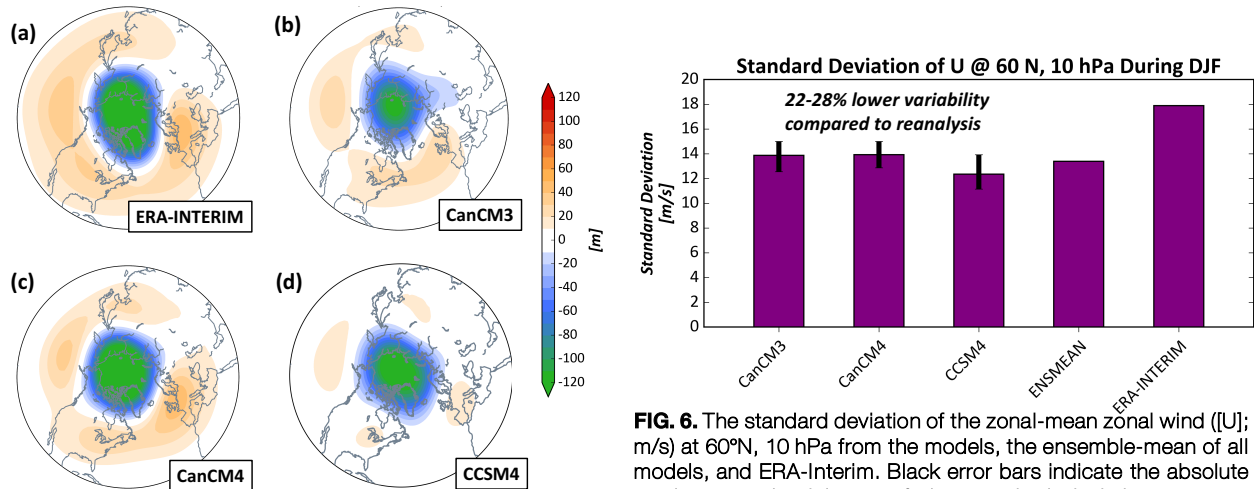 (a)
ERA-INTERIM
(b)
CanCM3
(c)
CanCM4
(d)
CCSM4
120
100
80
60
40
20
10
0
-10
-20
-40
-60
-80
-100
-120
[m]
Standard Deviation of U @ 60 N, 10 hPa During DJF
22-28% lower variability
compared to reanalysis
Standard Deviation
[m/s]
20
18
16
14
12
10
8
6
4
2
0
CanCM3
CanCM4
CCSM4
ENSMEAN
ERA-INTERIM
FIG. 6. The standard deviation of the zonal-mean zonal wind ([U];
m/s) at 60°N, 10 hPa from the models, the ensemble-mean of all
models, and ERA-Interim. Black error bars indicate the absolute